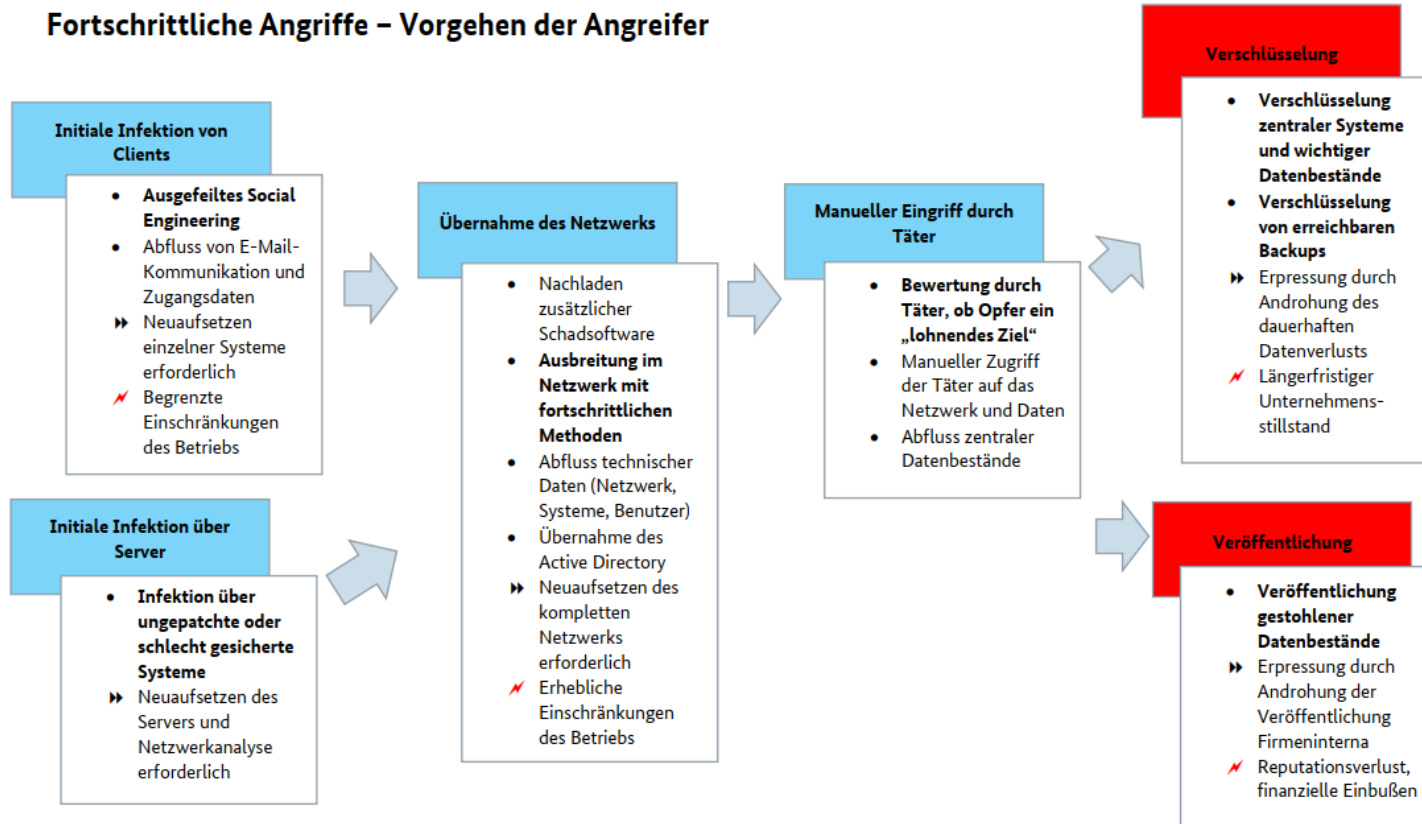 Fortschrittliche Angriffe – Vorgehen der Angreifer
Initiale Infektion von
Clients
• Ausgefeiltes Social
Engineering
• Abfluss von E-Mail-
Kommunikation und
Zugangsdaten
Neuaufsetzen
einzelner Systeme
erforderlich
Begrenzte
Einschränkungen
des Betriebs
Initiale Infektion über
Server
• Infektion über
ungepatchte oder
schlecht gesicherte
Systeme
Neuaufsetzen des
Servers und
Netzwerkanalyse
erforderlich
Übernahme des Netzwerks
• Nachladen
zusätzlicher
Schadsoftware
• Ausbreitung im
Netzwerk mit
fortschrittlichen
Methoden
• Abfluss technischer
Daten (Netzwerk,
Systeme, Benutzer)
• Übernahme des
Active Directory
Neuaufsetzen des
kompletten
Netzwerks
erforderlich
Erhebliche
Einschränkungen
des Betriebs
Manueller Eingriff durch
Täter
• Bewertung durch
Täter, ob Opfer ein
„lohnendes Ziel“
• Manueller Zugriff
der Täter auf das
Netzwerk und Daten
• Abfluss zentraler
Datenbestände
Verschlüsselung
• Verschlüsselung
zentraler Systeme
und wichtiger
Datenbestände
• Verschlüsselung
von erreichbaren
Backups
Erpressung durch
Androhung des
dauerhaften
Datenverlusts
Längerfristiger
Unternehmens-
stillstand
Veröffentlichung
• Veröffentlichung
gestohlener
Datenbestände
Erpressung durch
Androhung der
Veröffentlichung
Firmeninterna
Reputationsverlust,
finanzielle Einbußen